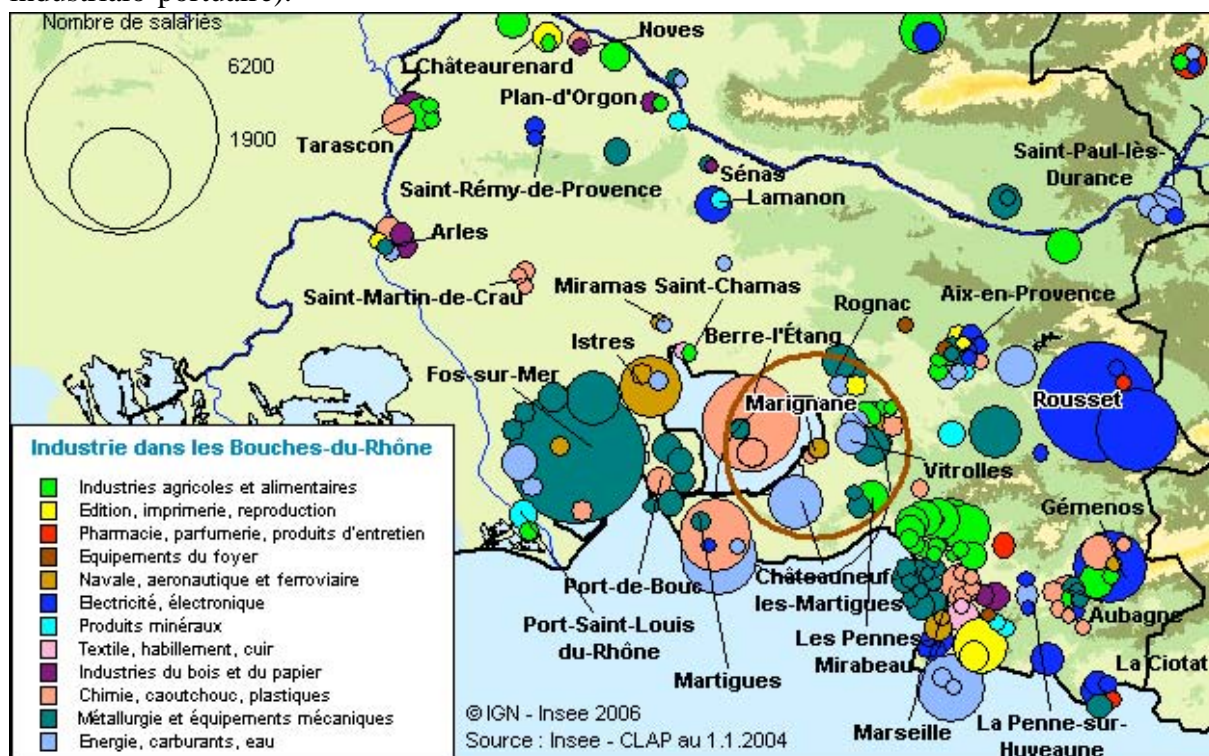 industrialo portuaire).
Nombre de salariés
6200
1900
Noves
Châteaurenard
Plan-d'Orgon
Tarascon
Saint-Paul-lès-
Durance
Saint-Rémy-de-Provence
Sénas
Lamanon
Arles
Saint-Martin-de-Crau
Miramas
Saint-Chamas
Rognac
Aix-en-Provence
Istres
Berre-l'Étang
Fos-sur-Mer
Marignane
Rousset
Vitrolles
Gémenos
Port-de-Bouc
Châteauneuf
les-Martigues
Aubagne
Port-Saint-Louis
du-Rhône
Les Pennes
Mirabeau
La Ciotat
Martigues
Marseille
La Penne-sur-
Huveaune
Industrie dans les Bouches-du-Rhône
Industries agricoles et alimentaires
Edition, imprimerie, reproduction
Pharmacie, parfumerie, produits d'entretien
Equipements du foyer
Navale, aeronautique et ferroviaire
Electricité, électronique
Produits minéraux
Textile, habillement, cuir
Industries du bois et du papier
Chimie, caoutchouc, plastiques
Métallurgie et équipements mécaniques
Energie, carburants, eau
© IGN - Insee 2006
Source : Insee - CLAP au 1.1.2004